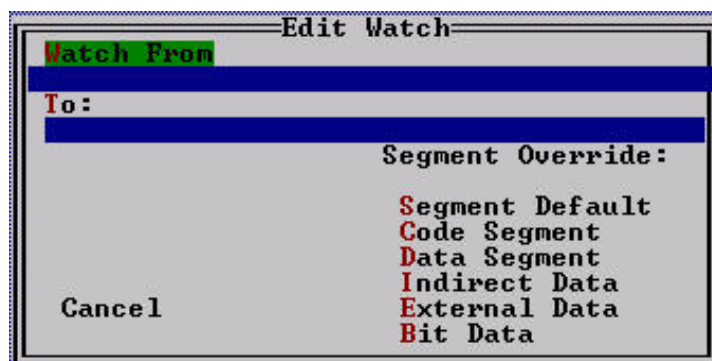 Edit Watch
Watch From
To:
Segment Override:
Segment Default
Code Segment
Data Segment
Indirect Data
Cancel External Data
Bit Data